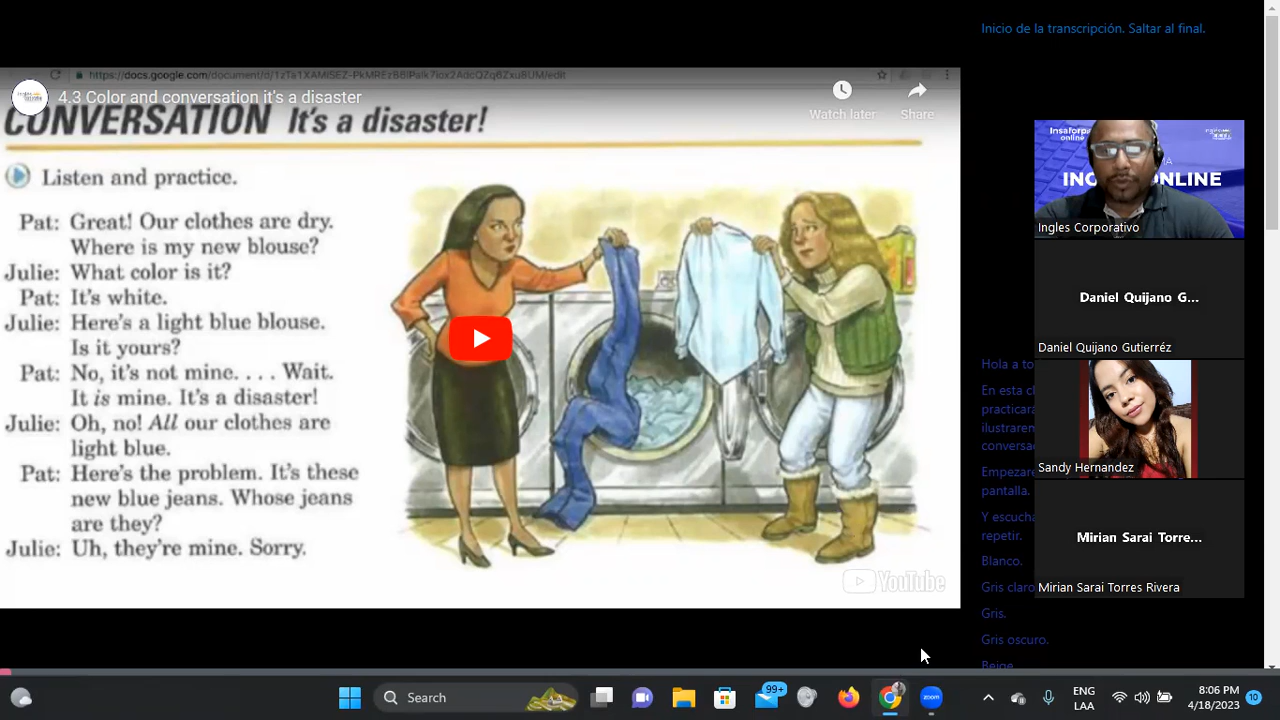 Inicio de la transcripción. Saltar al final.
4.3 Color and conversation it's a disaster
Watch later
Share
CONVERSATION It's a disaster!
Listen and practice.
Pat: Great! Our clothes are dry.
Where is my new blouse?
Julie: What color is it?
Pat: It's white.
Julie: Here's a light blue blouse.
Is it yours?
Pat: No, it's not mine. . . . Wait.
It is mine. It's a disaster!
Julie: Oh, no! All our clothes are
light blue.
Pat: Here's the problem. It's these
new blue jeans. Whose jeans
are they?
Julie: Uh, they're mine. Sorry.
YouTube
Insaforp
online
INGLES ONLINE
Ingles Corporativo
Daniel Quijano G...
Daniel Quijano Gutierréz
Sandy Hernandez
Mirian Sarai Torre...
Mirian Sarai Torres Rivera
Hola a to
En esta cl
practicará
ilustrarem
conversac
Empezare
pantalla.
Y escucha
repetir.
Blanco.
Gris claro
Gris.
Gris oscuro.
Beige
Search
99+
ENG
LAA
8:06 PM
4/18/2023
10